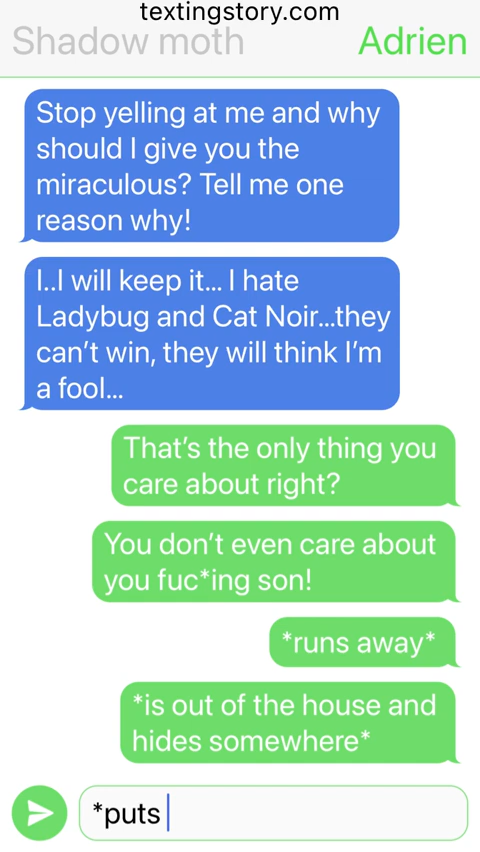 textingstory.com
Shadow moth
Adrien
Stop yelling at me and why
should I give you the
miraculous? Tell me one
reason why!
I..I will keep it... I hate
Ladybug and Cat Noir...they
can't win, they will think I'm
a fool...
That's the only thing you
care about right?
You don't even care about
you fuc*ing son!
*runs away*
*is out of the house and
hides somewhere*
*puts